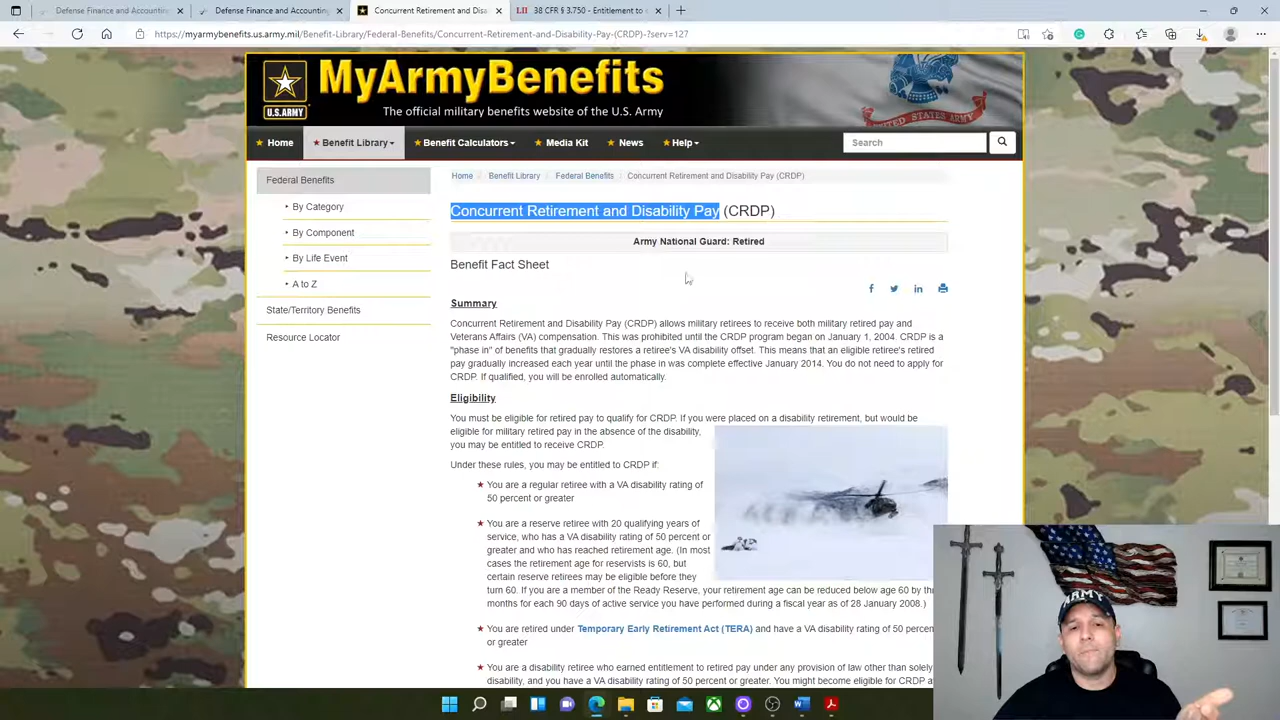 Defense Finance and Accounting
Defense Finance and Accounting
Concurrent Retirement and Disa
LII 38 CFR § 3.750 - Entitlement to c
https://myarmybenefits.us.army.mil/Benefit-Library/Federal-Benefits/Concurrent-Retirement-and-Disability-Pay-(CRDP)-?serv=127
U.S.ARMY
MyArmyBenefits
The official military benefits website of the U.S. Army
UNITED STATES ARMY
Home Benefit Library Benefit Calculators Media Kit News Help Search
Federal Benefits
By Category
By Component
By Life Event
A to Z
State/Territory Benefits
Resource Locator
Home / Benefit Library / Federal Benefits / Concurrent Retirement and Disability Pay (CRDP)
Concurrent Retirement and Disability Pay (CRDP)
Army National Guard: Retired
Benefit Fact Sheet
Summary
Concurrent Retirement and Disability Pay (CRDP) allows military retirees to receive both military retired pay and
Veterans Affairs (VA) compensation. This was prohibited until the CRDP program began on January 1, 2004. CRDP is a
"phase in" of benefits that gradually restores a retiree's VA disability offset. This means that an eligible retiree's retired
pay gradually increased each year until the phase in was complete effective January 2014. You do not need to apply for
CRDP. If qualified, you will be enrolled automatically.
Eligibility
You must be eligible for retired pay to qualify for CRDP. If you were placed on a disability retirement, but would be
eligible for military retired pay in the absence of the disability,
you may be entitled to receive CRDP.
Under these rules, you may be entitled to CRDP if:
You are a regular retiree with a VA disability rating of
50 percent or greater
You are a reserve retiree with 20 qualifying years of
service, who has a VA disability rating of 50 percent or
greater and who has reached retirement age. (In most
cases the retirement age for reservists is 60, but
certain reserve retirees may be eligible before they
turn 60. If you are a member of the Ready Reserve, your retirement age can be reduced below age 60 by th
months for each 90 days of active service you have performed during a fiscal year as of 28 January 2008.)
You are retired under Temporary Early Retirement Act (TERA) and have a VA disability rating of 50 percen
or greater
You are a disability retiree who earned entitlement to retired pay under any provision of law other than solely
disability, and you have a VA disability rating of 50 percent or greater. You might become eligible for CRDP a
ARMY